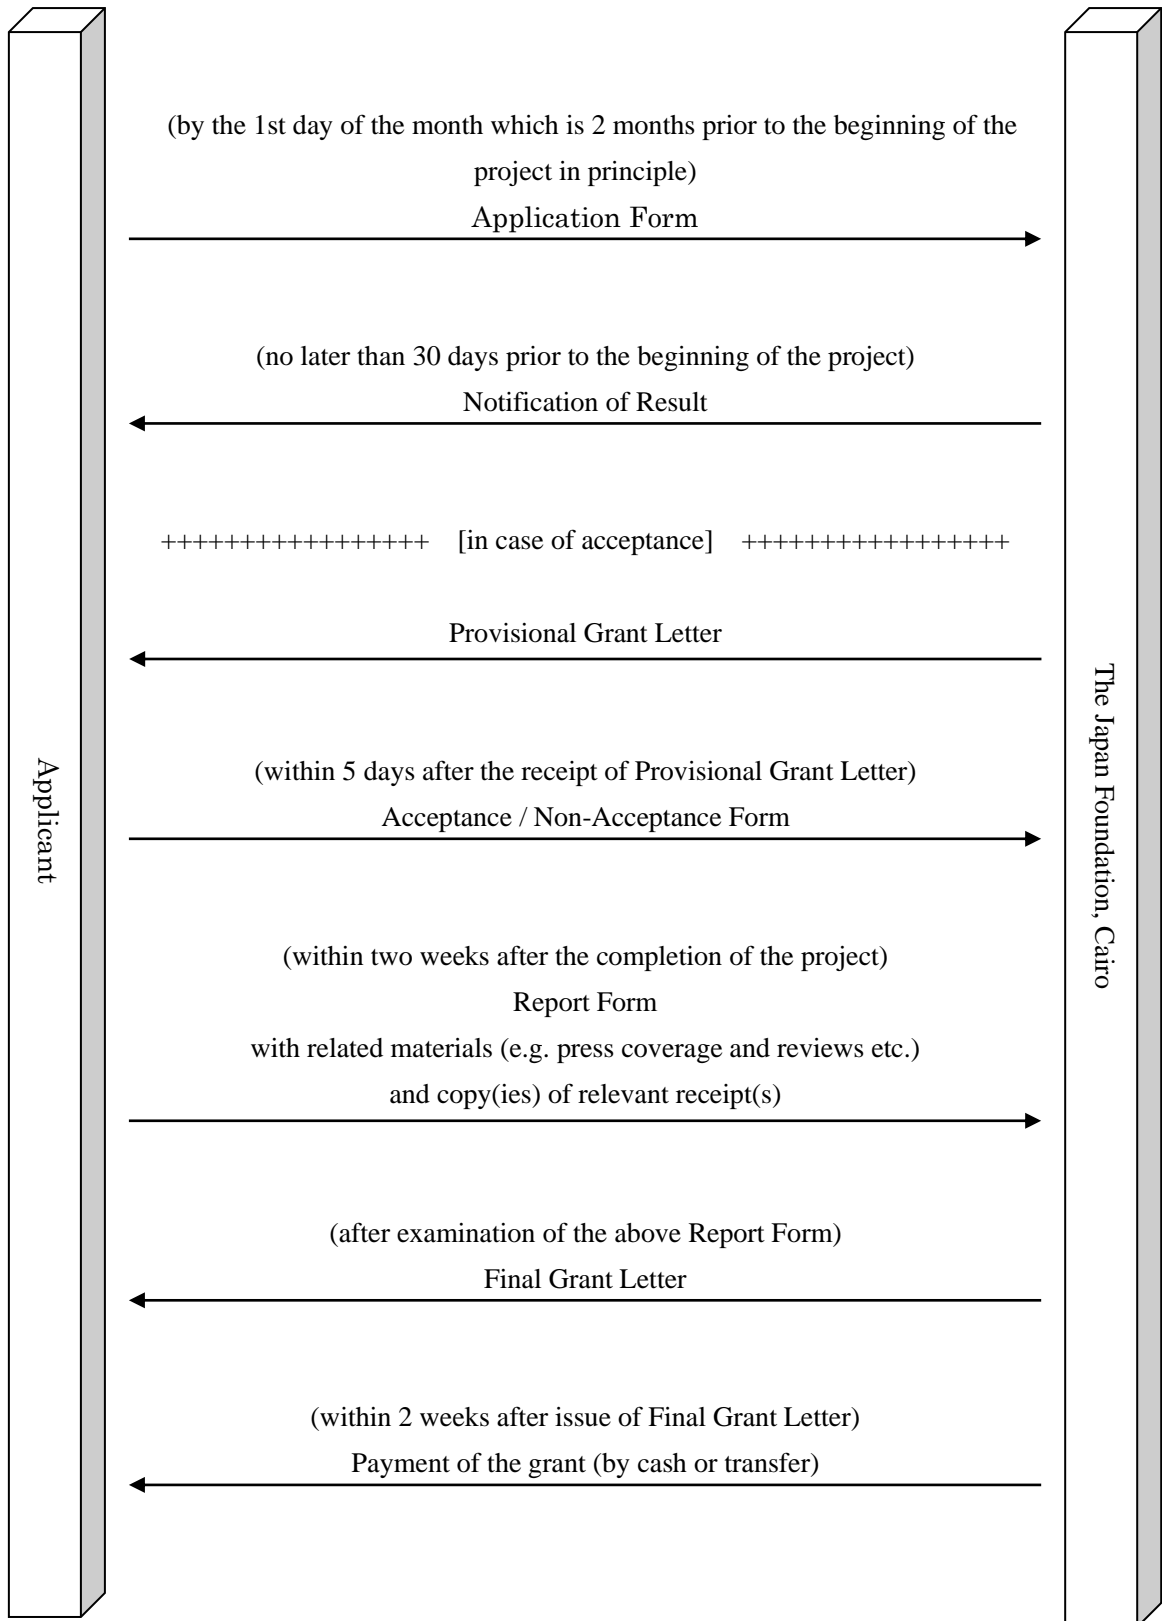 (by the 1st day of the month which is 2 months prior to the beginning of the
project in principle)
Application Form
(no later than 30 days prior to the beginning of the project)
Notification of Result
+++++++++++++++++ [in case of acceptance] +++++++++++++++++
Provisional Grant Letter
(within 5 days after the receipt of Provisional Grant Letter)
Acceptance / Non-Acceptance Form
(within two weeks after the completion of the project)
Report Form
with related materials (e.g. press coverage and reviews etc.)
and copy(ies) of relevant receipt(s)
(after examination of the above Report Form)
Final Grant Letter
(within 2 weeks after issue of Final Grant Letter)
Payment of the grant (by cash or transfer)
Applicant
The Japan Foundation, Cairo